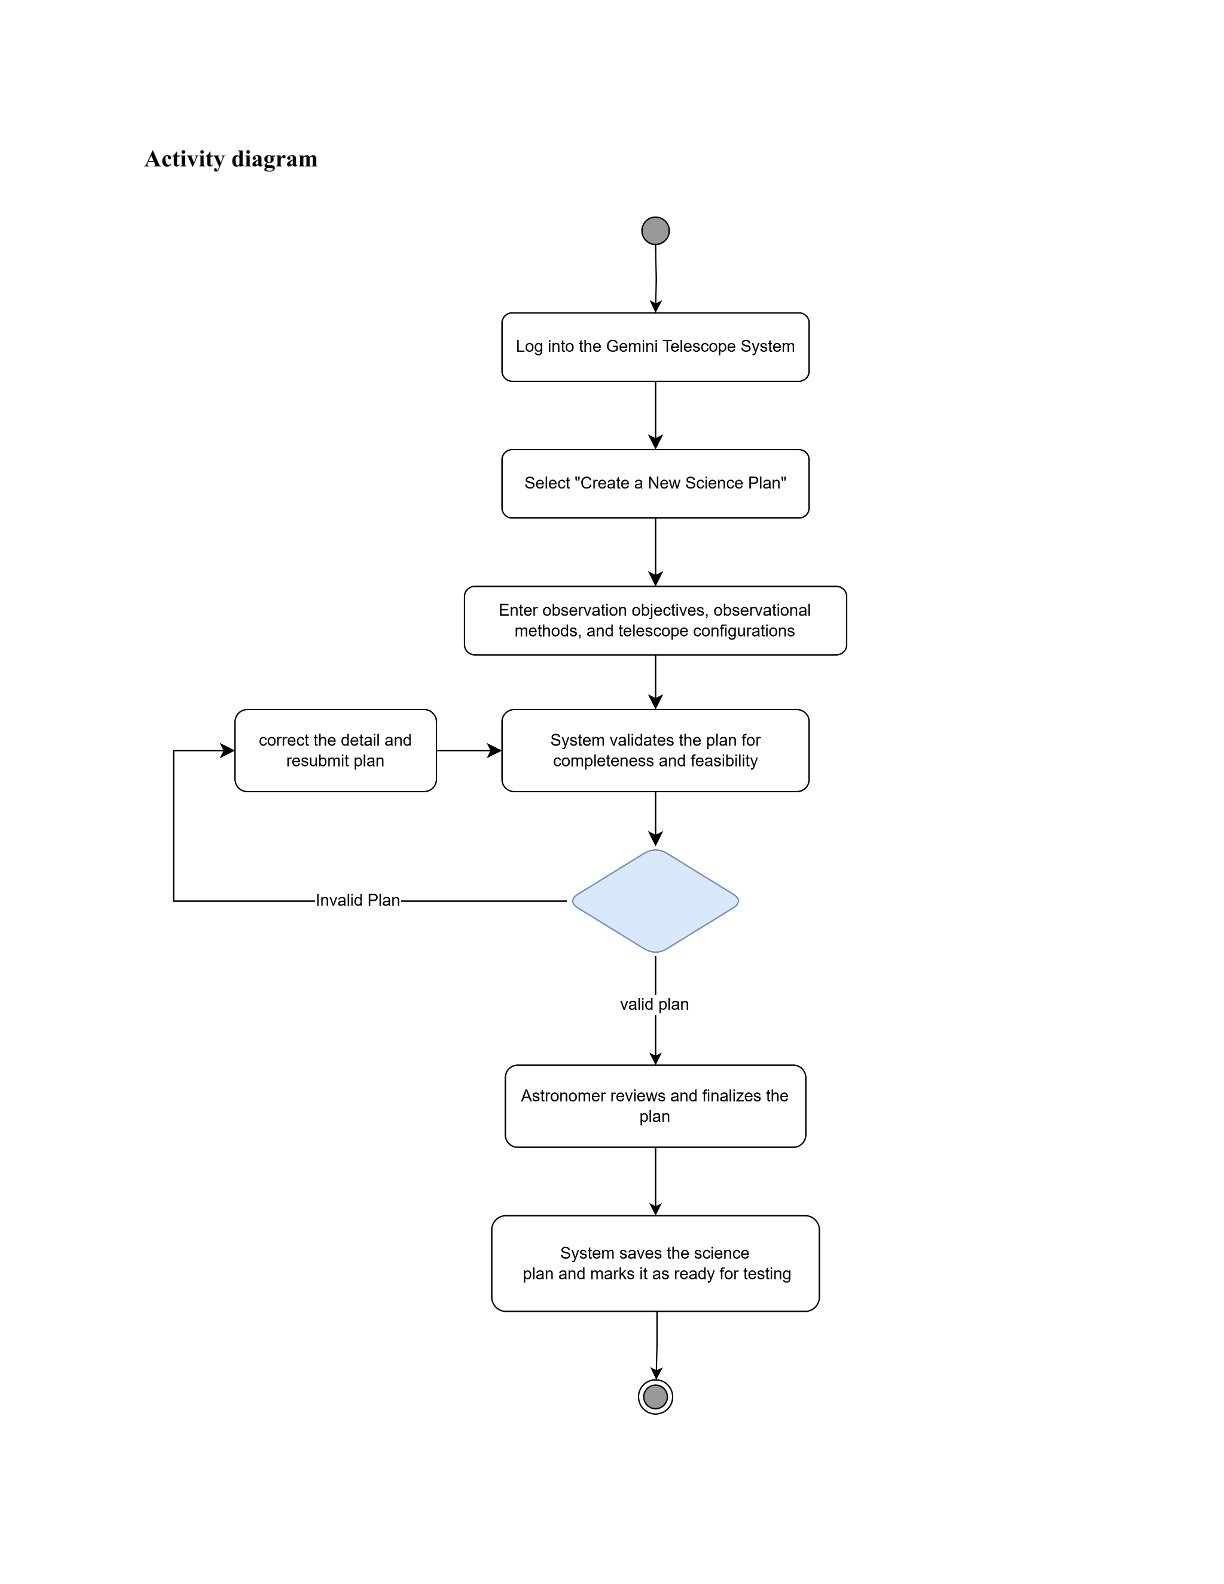 Activity diagram
Log into the Gemini Telescope System
Select "Create a New Science Plan"
Enter observation objectives, observational
methods, and telescope configurations
correct the detail and
resubmit plan
System validates the plan for
completeness and feasibility
Invalid Plan
valid plan
Astronomer reviews and finalizes the
plan
System saves the science
plan and marks it as ready for testing